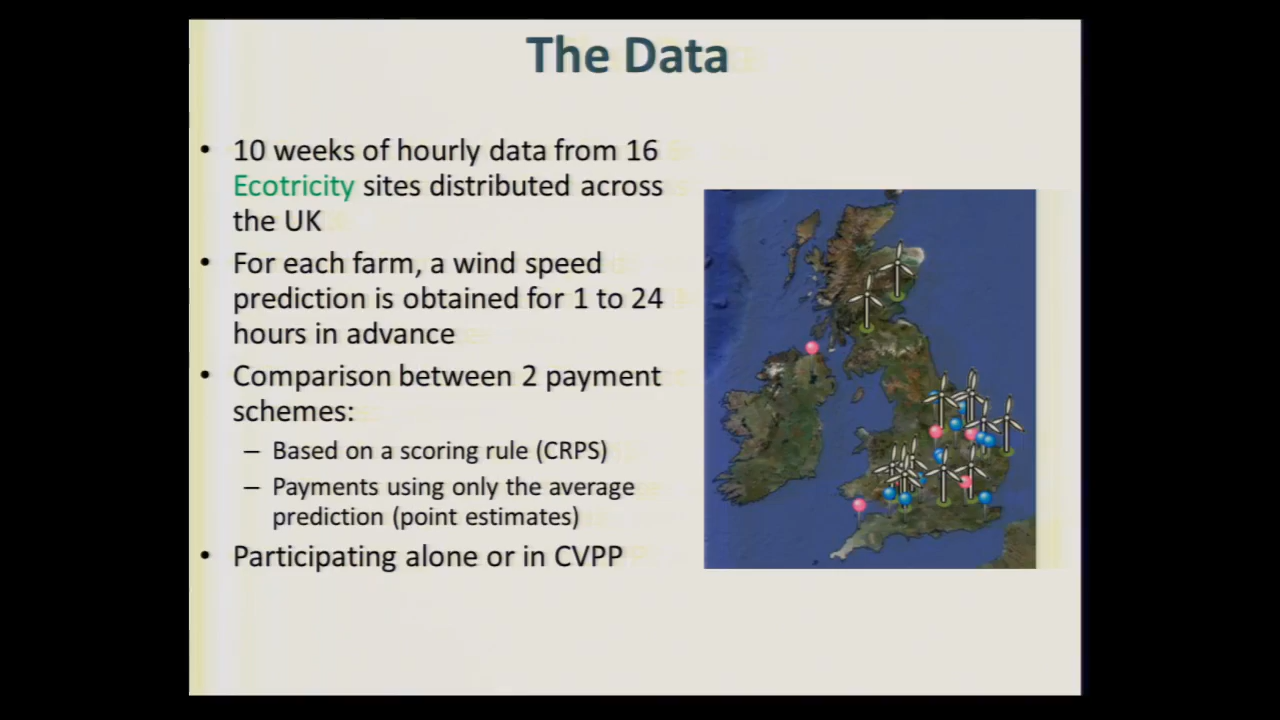 The Data
• 10 weeks of hourly data from 16
Ecotricity sites distributed across
the UK
• For each farm, a wind speed
prediction is obtained for 1 to 24
hours in advance
• Comparison between 2 payment
schemes:
– Based on a scoring rule (CRPS)
– Payments using only the average
prediction (point estimates)
• Participating alone or in CVPP